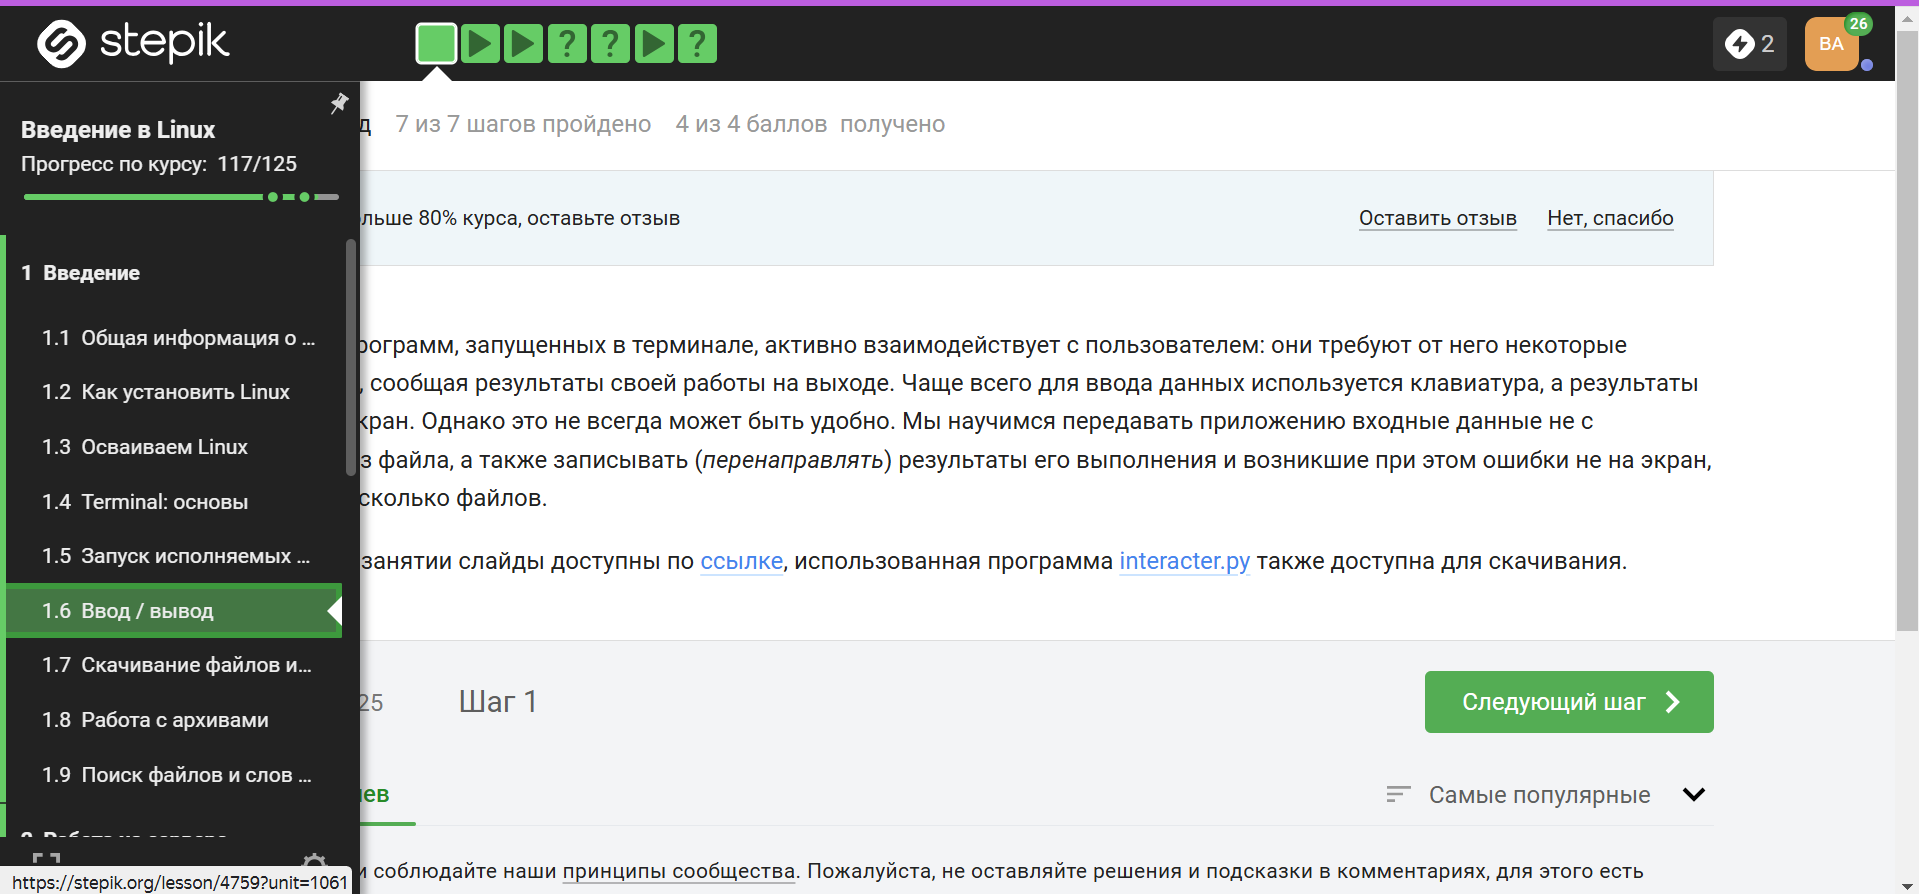 stepik
? ? ?
2
BA
26
Введение в Linux
Прогресс по курсу: 117/125
1 Введение
1.1 Общая информация о ...
1.2 Как установить Linux
1.3 Осваиваем Linux
1.4 Terminal: основы
1.5 Запуск исполняемых ...
1.6 Ввод / вывод
1.7 Скачивание файлов и...
1.8 Работа с архивами
1.9 Поиск файлов и слов ...
https://stepik.org/lesson/4759?unit=1061
д 7 из 7 шагов пройдено 4 из 4 баллов получено
льше 80% курса, оставьте отзыв Оставить отзыв Нет, спасибо
рограмм, запущенных в терминале, активно взаимодействует с пользователем: они требуют от него некоторые
, сообщая результаты своей работы на выходе. Чаще всего для ввода данных используется клавиатура, а результаты
кран. Однако это не всегда может быть удобно. Мы научимся передавать приложению входные данные не с
з файла, а также записывать (перенаправлять) результаты его выполнения и возникшие при этом ошибки не на экран,
сколько файлов.
занятии слайды доступны по ссылке, использованная программа interacter.py также доступна для скачивания.
25 Шаг 1 Следующий шаг
ев Самые популярные
и соблюдайте наши принципы сообщества. Пожалуйста, не оставляйте решения и подсказки в комментариях, для этого есть